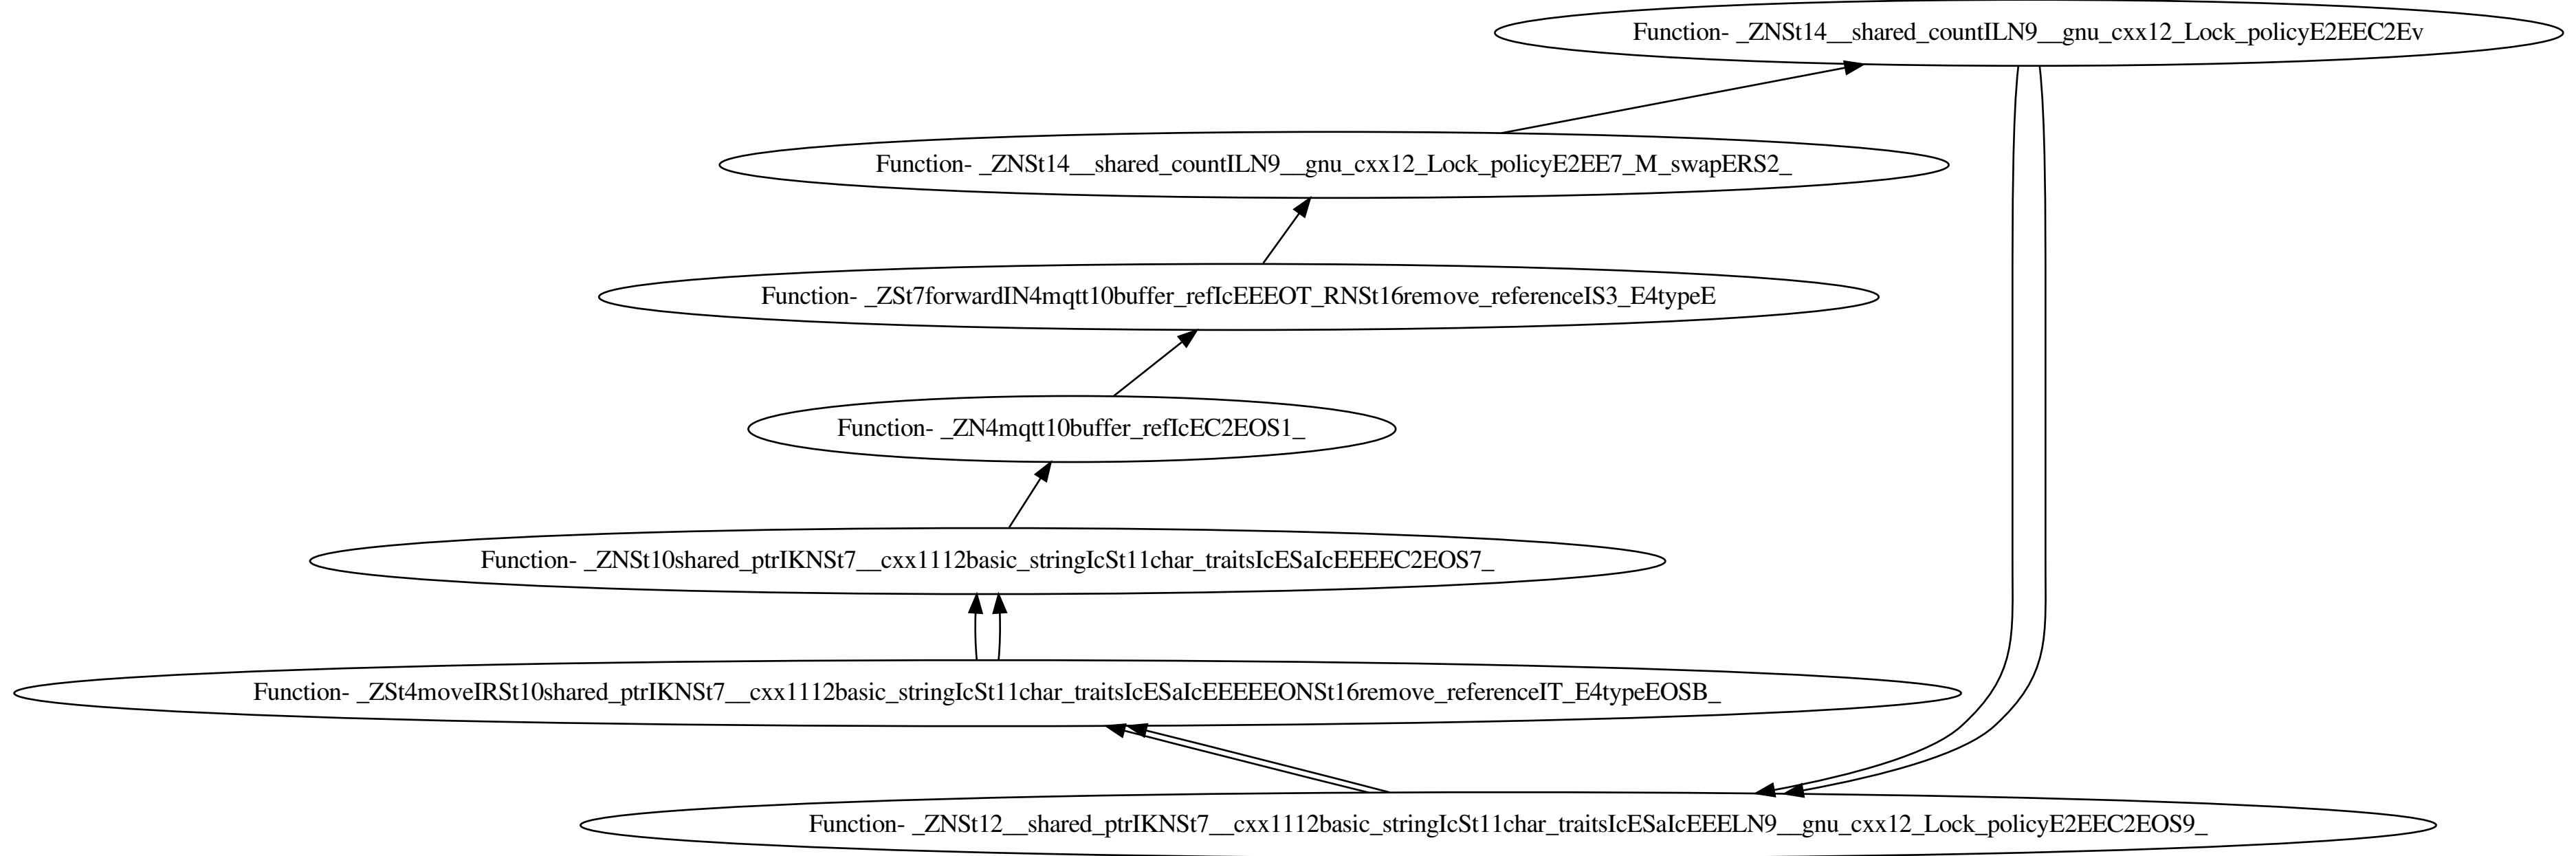 Function- _ZNSt14__shared_countILN9__gnu_cxx12_Lock_policyE2EEC2Ev
Function- _ZNSt14__shared_countILN9__gnu_cxx12_Lock_policyE2EE7_M_swapERS2_
Function- _ZSt7forwardIN4mqtt10buffer_refIcEEEOT_RNSt16remove_referenceIS3_E4typeE
Function- _ZN4mqtt10buffer_refIcEC2EOS1_
Function- _ZNSt10shared_ptrIKNSt7__cxx1112basic_stringIcSt11char_traitsIcESaIcEEEEC2EOS7_
Function- _ZSt4moveIRSt10shared_ptrIKNSt7__cxx1112basic_stringIcSt11char_traitsIcESaIcEEEEEONSt16remove_referenceIT_E4typeEOSB_
Function- _ZNSt12__shared_ptrIKNSt7__cxx1112basic_stringIcSt11char_traitsIcESaIcEEELN9__gnu_cxx12_Lock_policyE2EEC2EOS9_